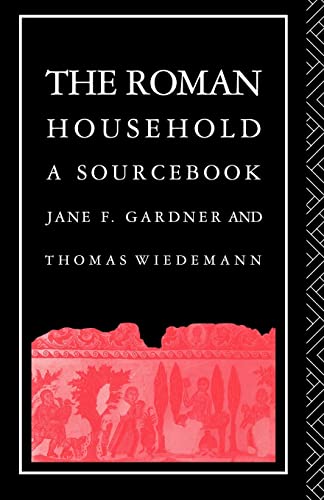 THE ROMAN
HOUSEHOLD
A SOURCEBOOK
JANE F. GARDNER AND
THOMAS WIEDEMANN